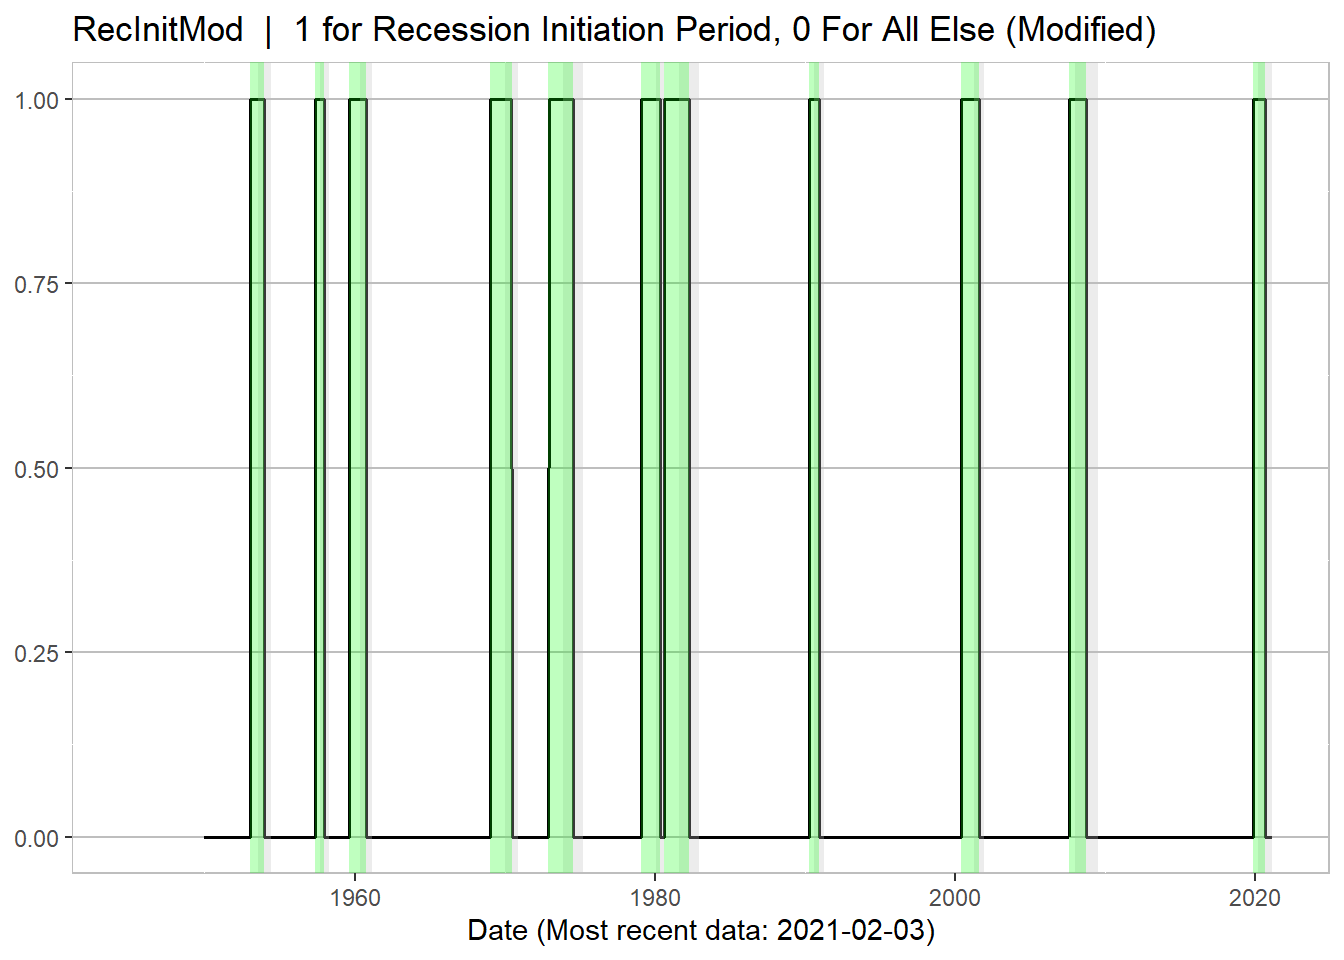 RecInitMod | 1 for Recession Initiation Period, 0 For All Else (Modified)
1.00
0.75
0.50
0.25
0.00
1960 1980 2000 2020
Date (Most recent data: 2021-02-03)